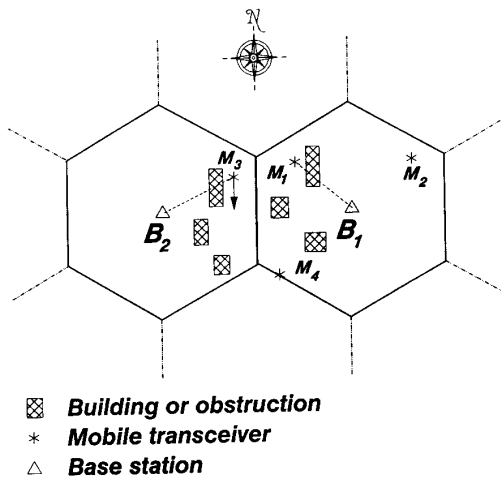 N
M3
M1
M2
B2
B1
M4
Building or obstruction
Mobile transceiver
Base station